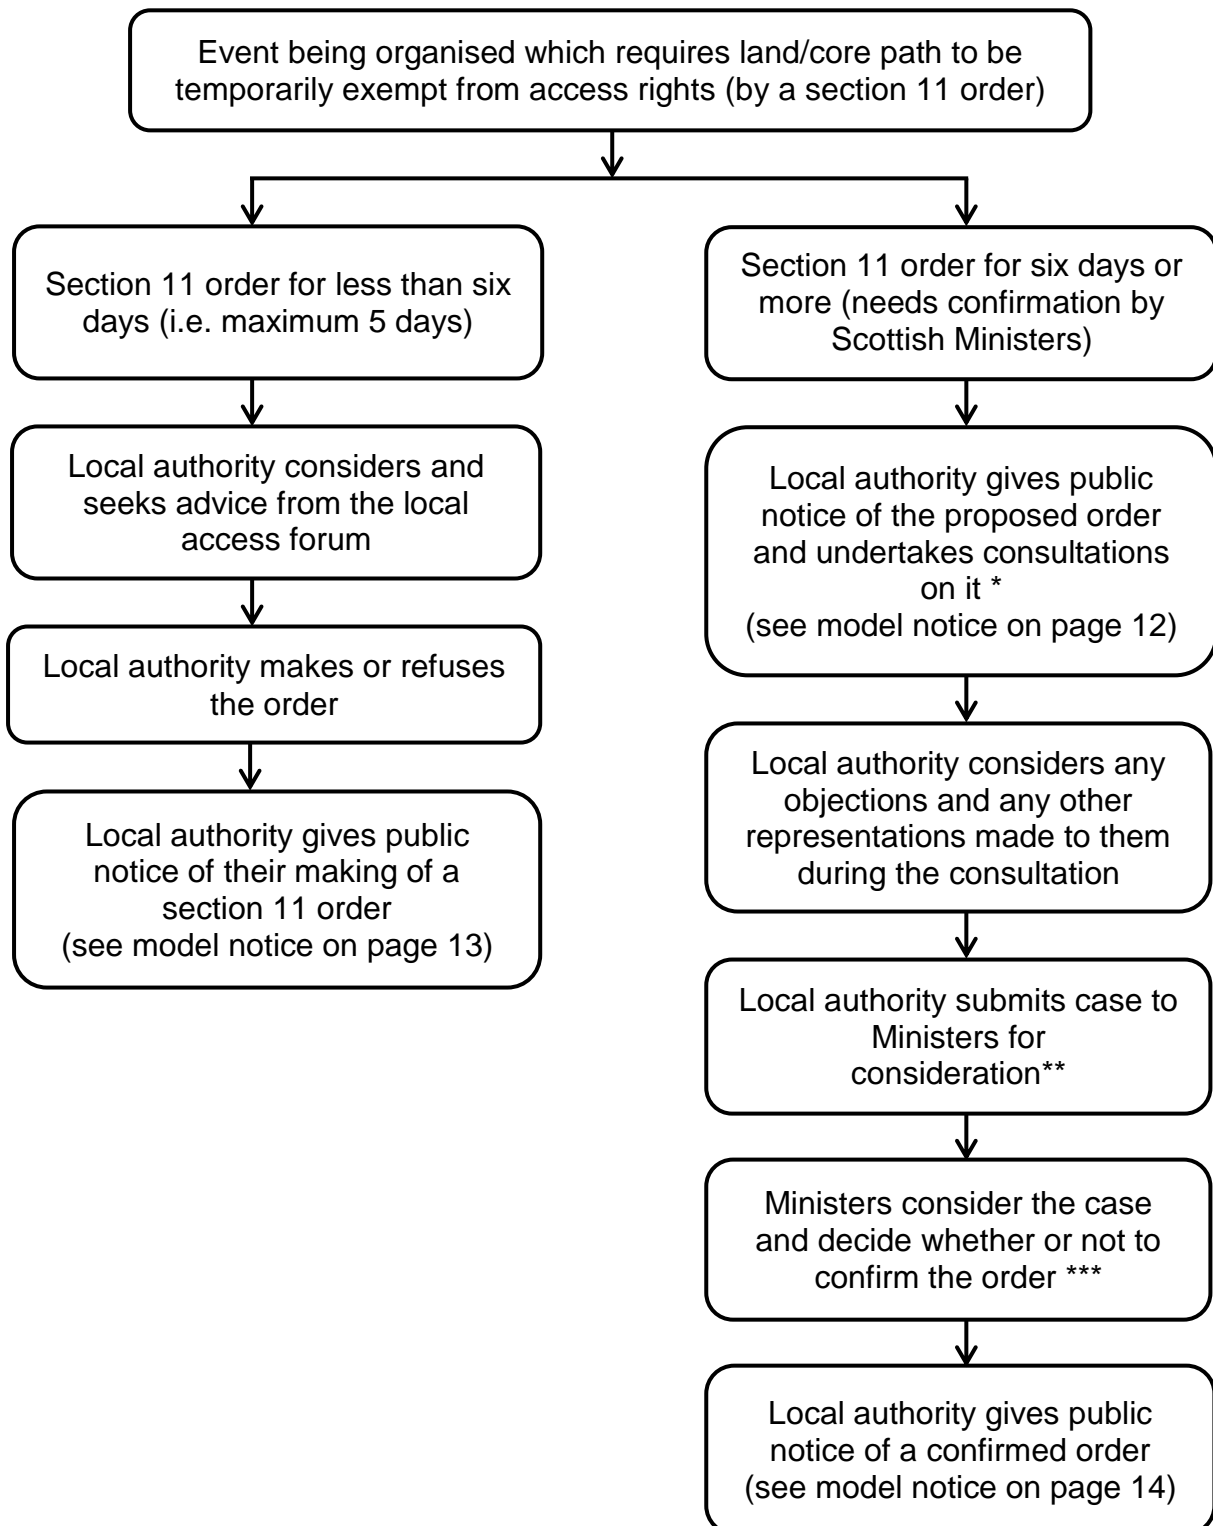 Event being organised which requires land/core path to be
temporarily exempt from access rights (by a section 11 order)
Section 11 order for less than six
days (i.e. maximum 5 days)
Local authority considers and
seeks advice from the local
access forum
Local authority makes or refuses
the order
Local authority gives public
notice of their making of a
section 11 order
(see model notice on page 13)
Section 11 order for six days or
more (needs confirmation by
Scottish Ministers)
Local authority gives public
notice of the proposed order
and undertakes consultations
on it *
(see model notice on page 12)
Local authority considers any
objections and any other
representations made to them
during the consultation
Local authority submits case to
Ministers for
consideration**
Ministers consider the case
and decide whether or not to
confirm the order ***
Local authority gives public
notice of a confirmed order
(see model notice on page 14)